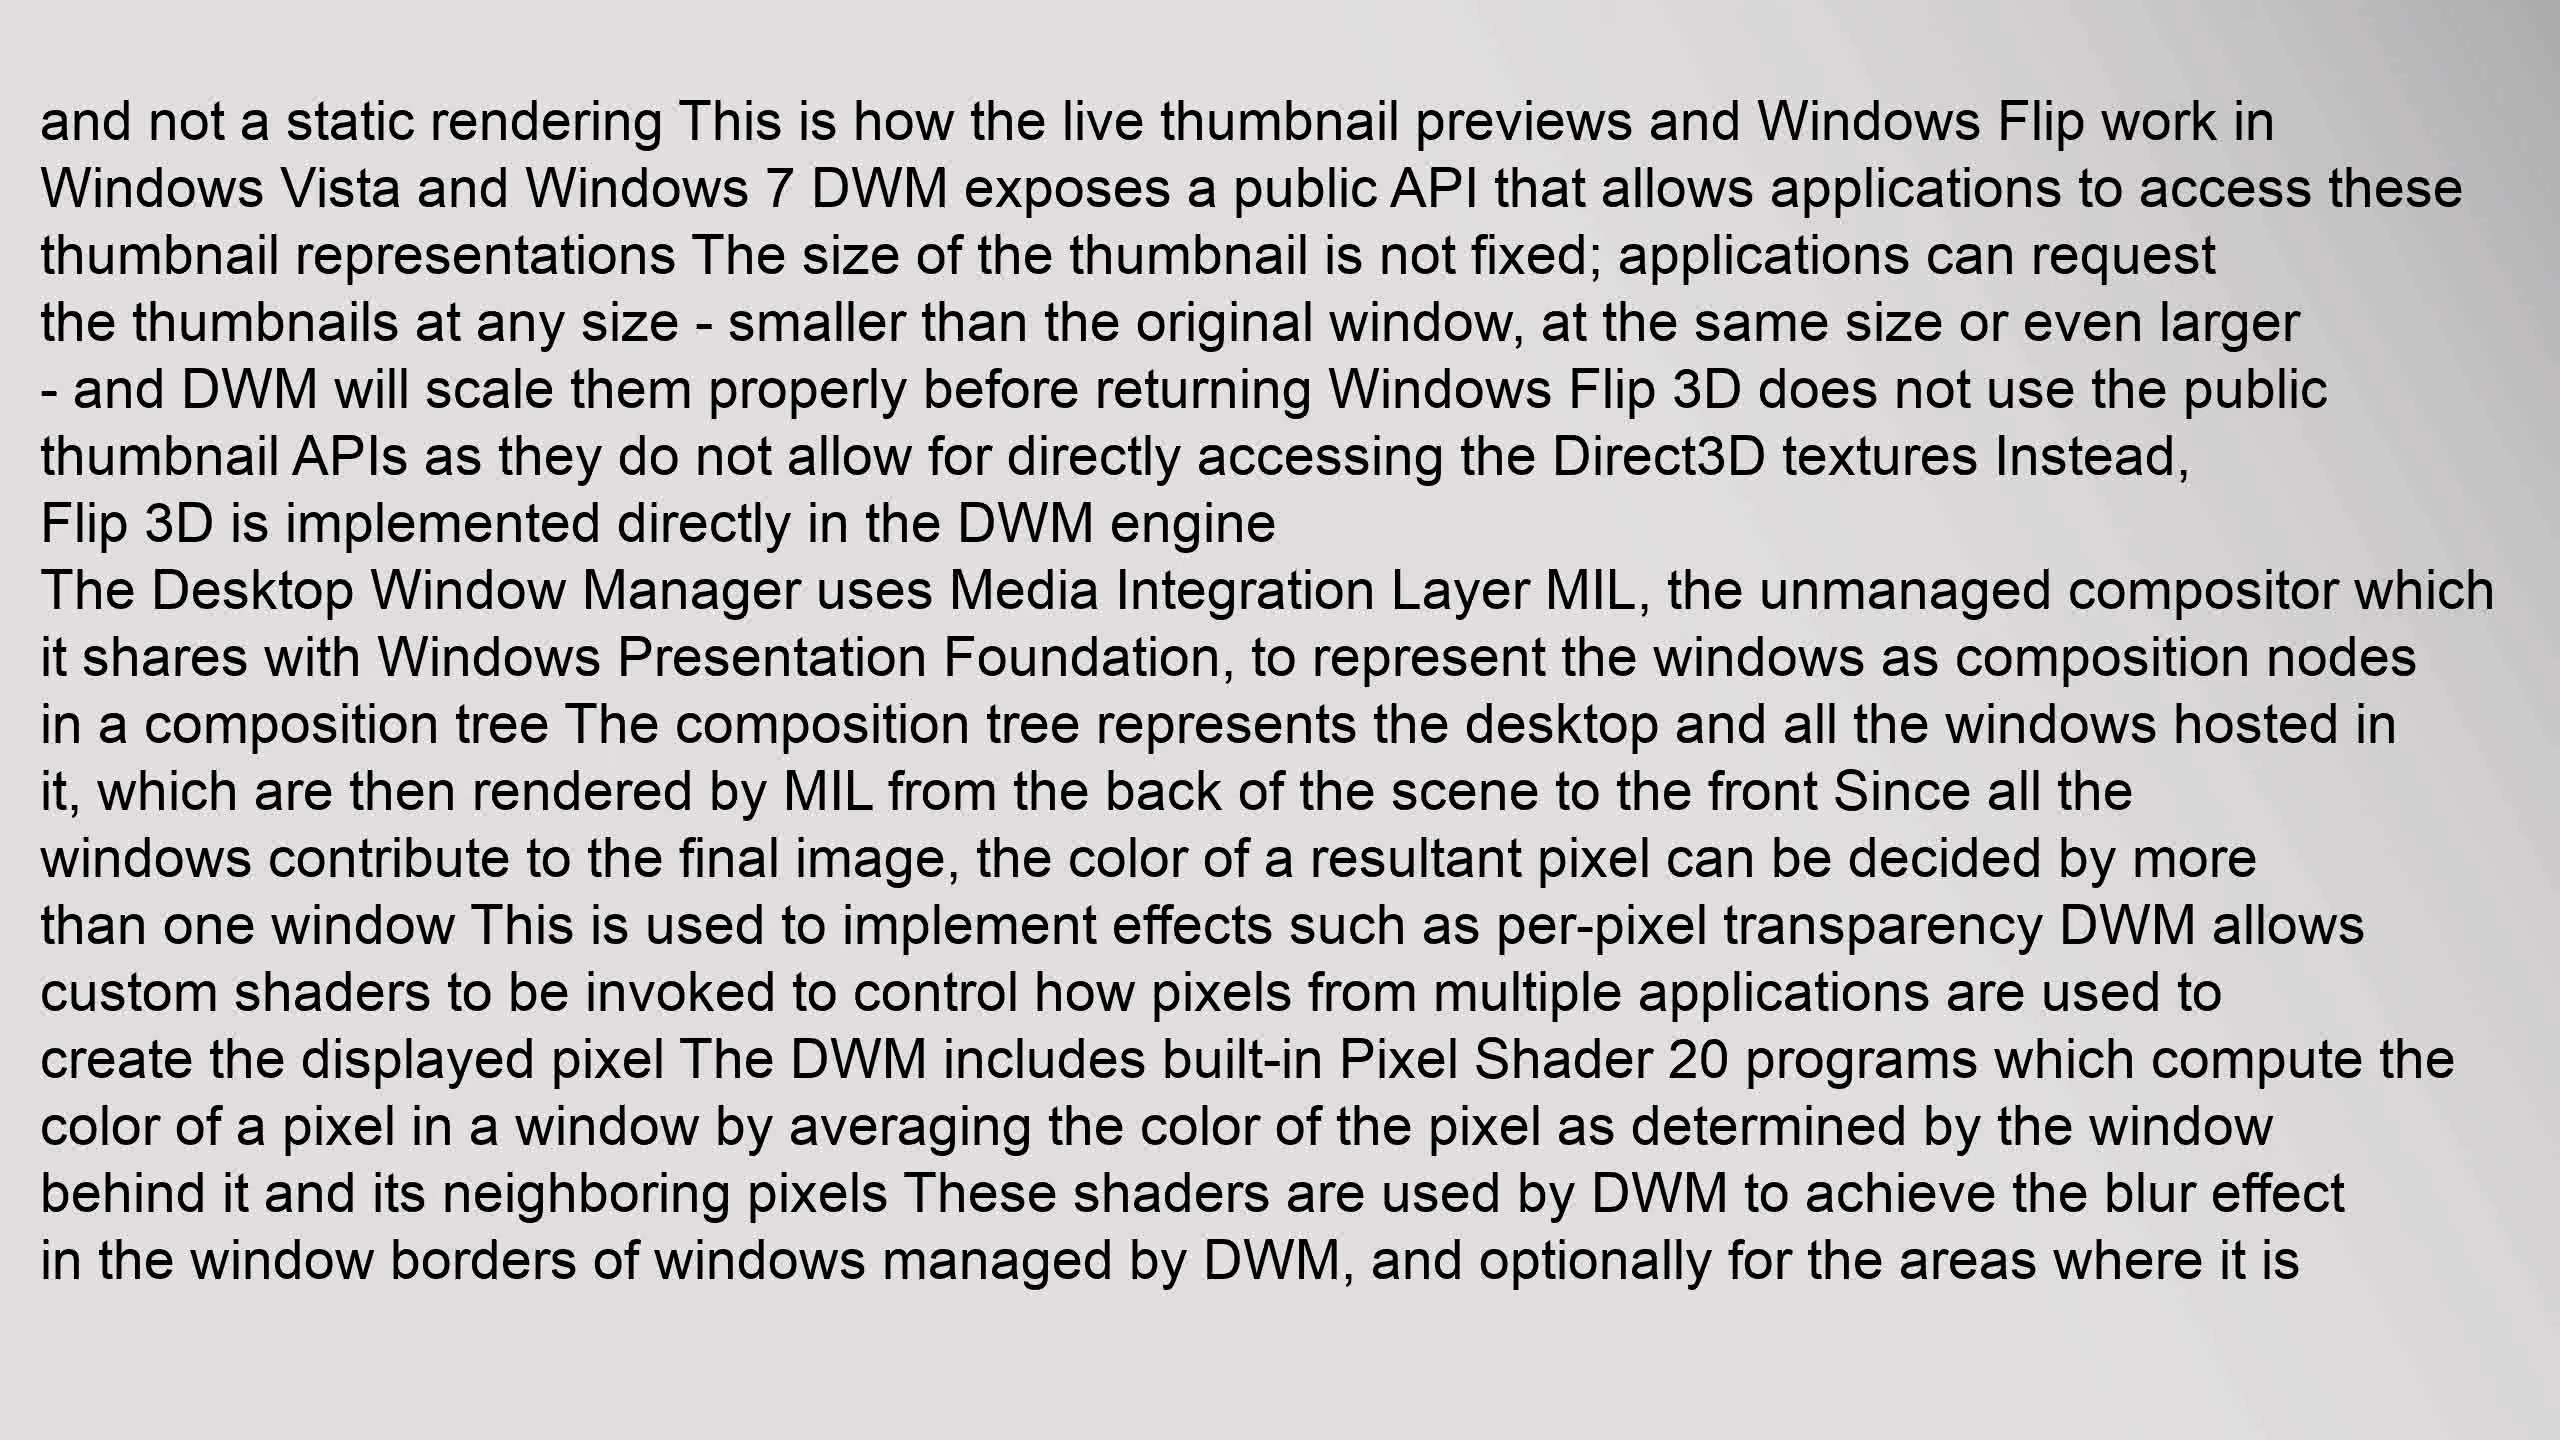 and not a static rendering This is how the live thumbnail previews and Windows Flip work in
Windows Vista and Windows 7 DWM exposes a public API that allows applications to access these
thumbnail representations The size of the thumbnail is not fixed; applications can request
the thumbnails at any size - smaller than the original window, at the same size or even larger
- and DWM will scale them properly before returning Windows Flip 3D does not use the public
thumbnail APIs as they do not allow for directly accessing the Direct3D textures Instead,
Flip 3D is implemented directly in the DWM engine
The Desktop Window Manager uses Media Integration Layer MIL, the unmanaged compositor which
it shares with Windows Presentation Foundation, to represent the windows as composition nodes
in a composition tree The composition tree represents the desktop and all the windows hosted in
it, which are then rendered by MIL from the back of the scene to the front Since all the
windows contribute to the final image, the color of a resultant pixel can be decided by more
than one window This is used to implement effects such as per-pixel transparency DWM allows
custom shaders to be invoked to control how pixels from multiple applications are used to
create the displayed pixel The DWM includes built-in Pixel Shader 20 programs which compute the
color of a pixel in a window by averaging the color of the pixel as determined by the window
behind it and its neighboring pixels These shaders are used by DWM to achieve the blur effect
in the window borders of windows managed by DWM, and optionally for the areas where it is